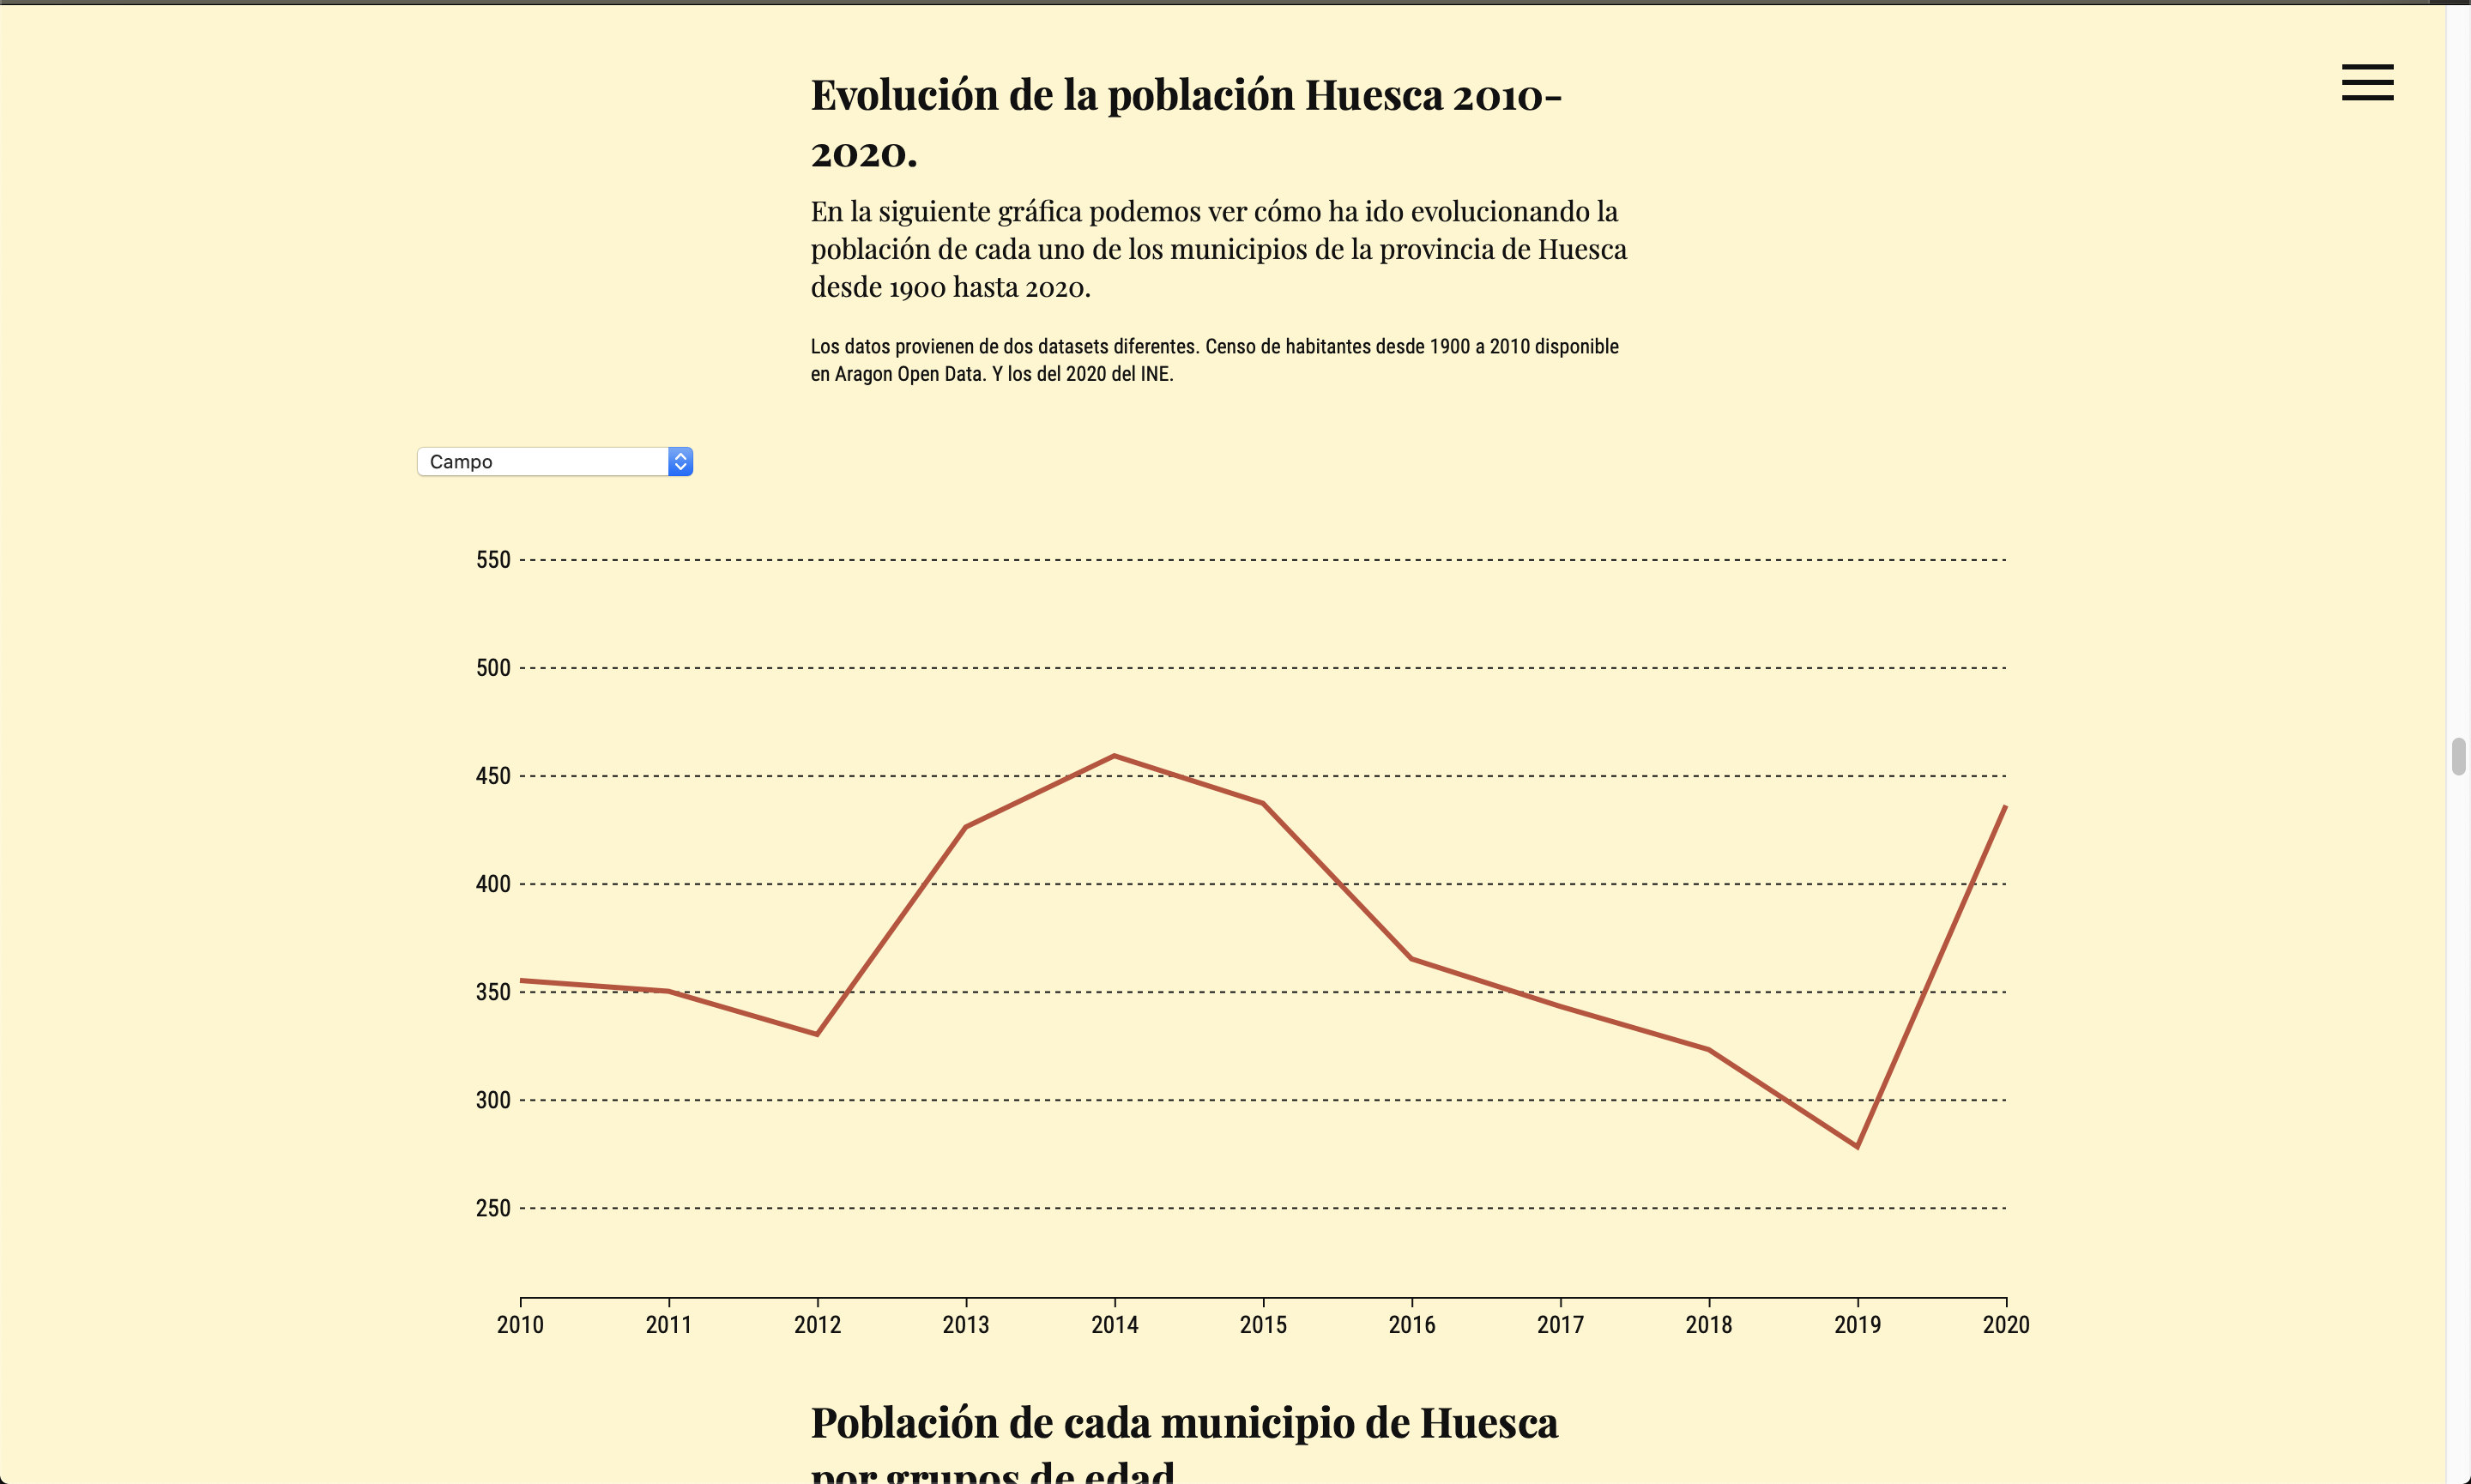 Evolución de la población Huesca 2010-
2020.
En la siguiente gráfica podemos ver cómo ha ido evolucionando la
población de cada uno de los municipios de la provincia de Huesca
desde 1900 hasta 2020.
Los datos provienen de dos datasets diferentes. Censo de habitantes desde 1900 a 2010 disponible
en Aragon Open Data. Y los del 2020 del INE.
Campo
550
500
450
400
350
300
250
2010 2011 2012 2013 2014 2015 2016 2017 2018 2019 2020
Población de cada municipio de Huesca
por grupos de edad